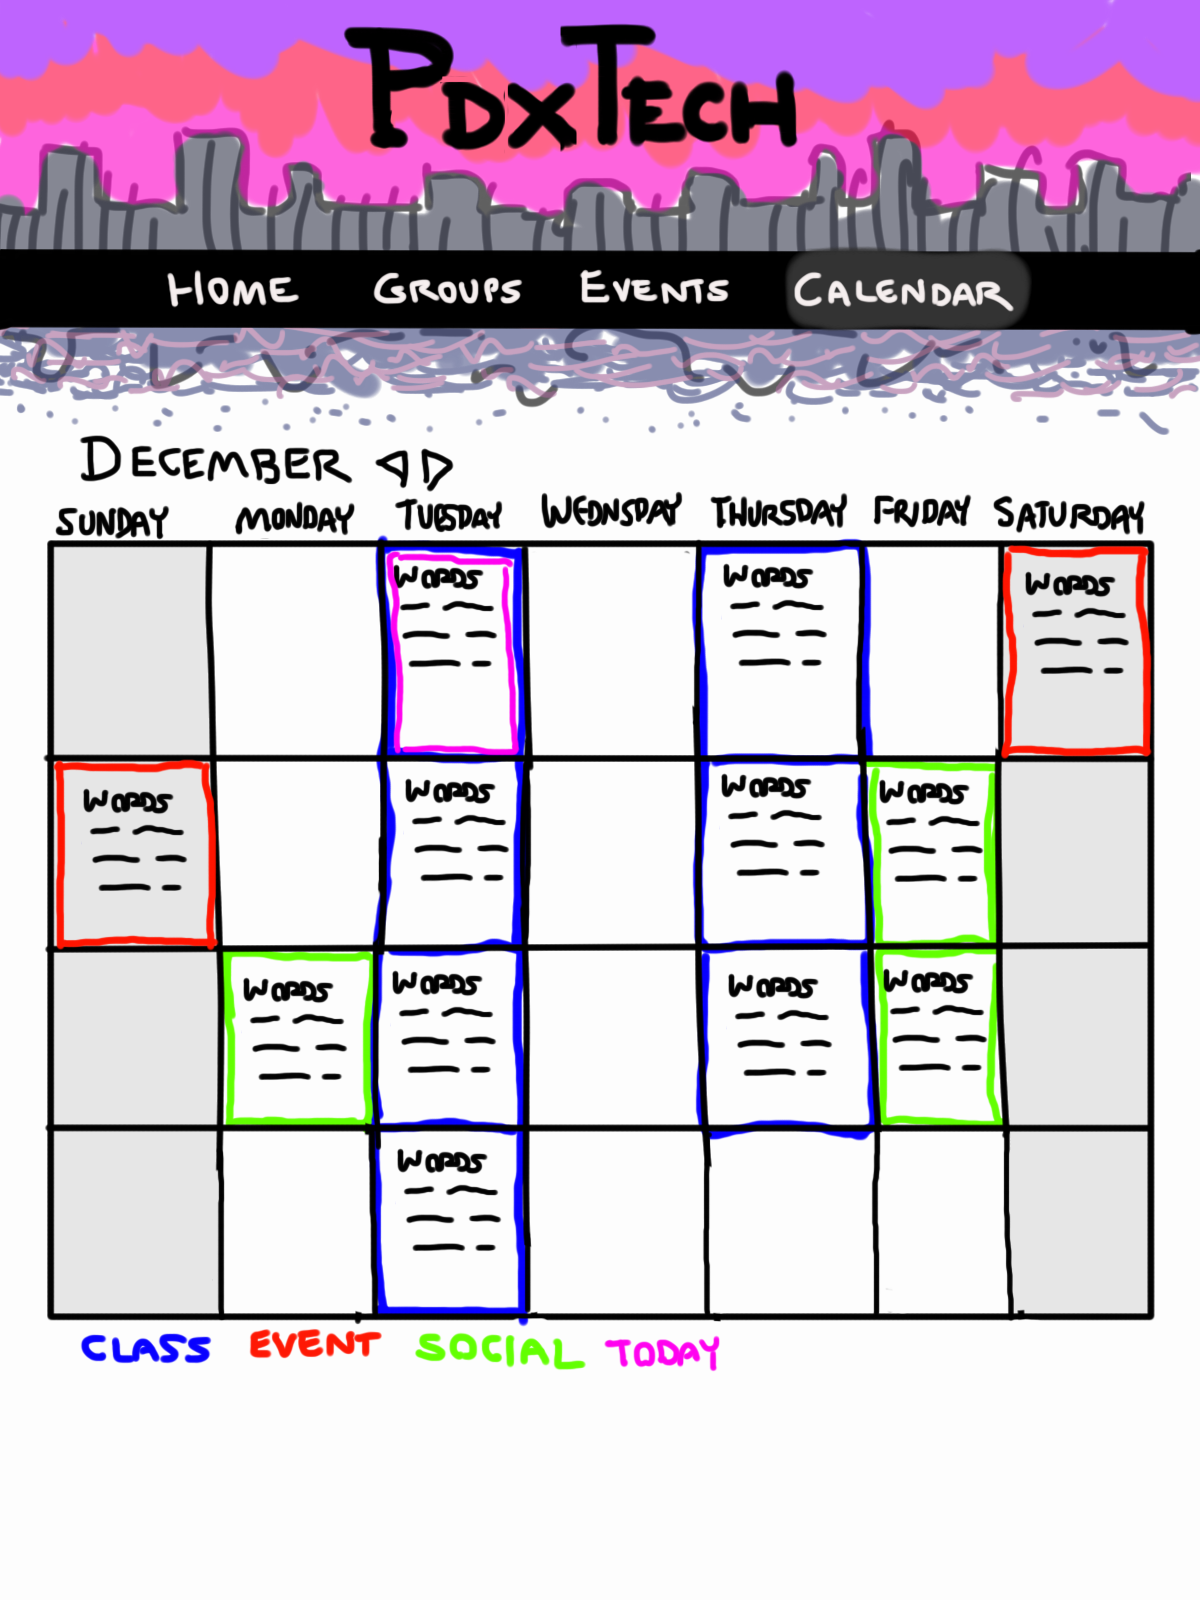 PDXTECH
HOME GROUPS EVENTS CALENDAR
DECEMBER
SUNDAY MONDAY TUESDAY WEDNSDAY THURSDAY FRIDAY SATURDAY
WORDS WORDS WORDS
WORDS WORDS WORDS WORDS
WORDS WORDS WORDS WORDS
WORDS
CLASS EVENT SOCIAL TODAY